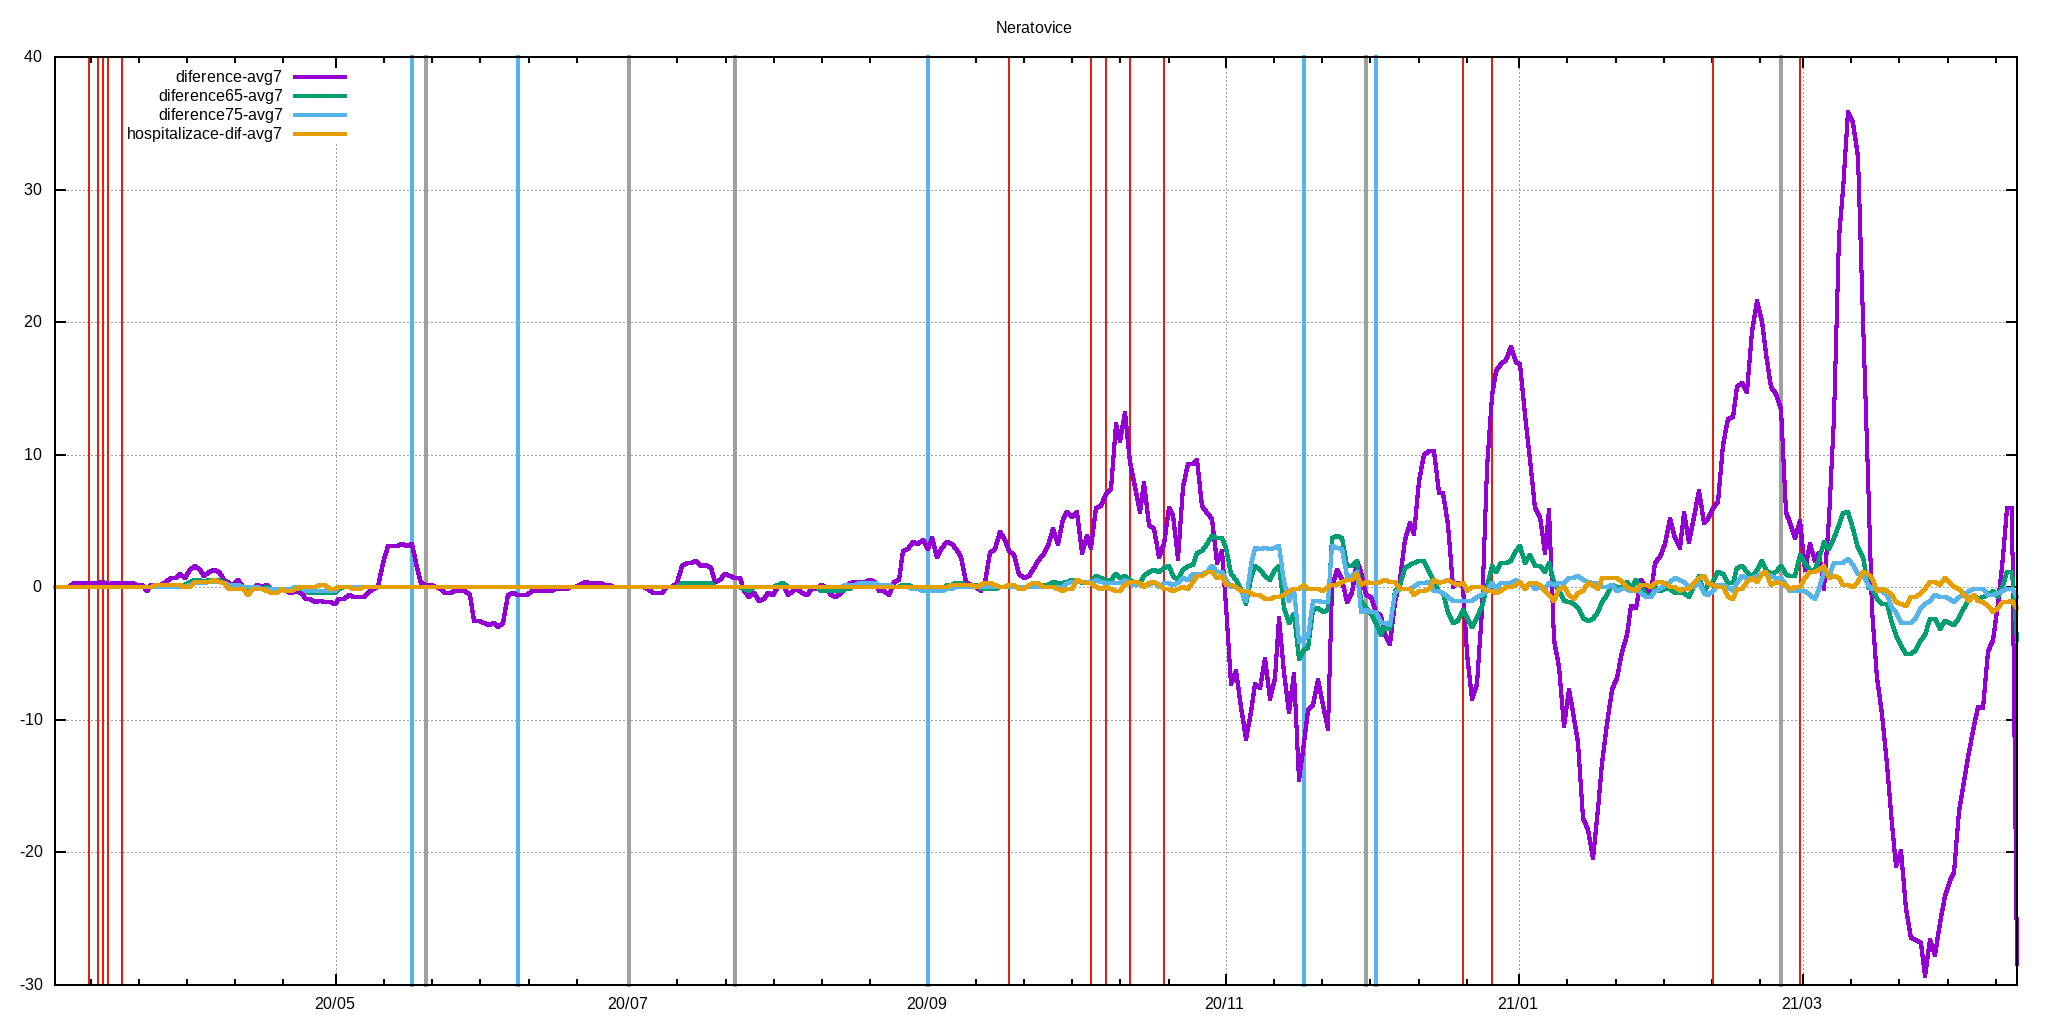 Neratovice
40
diference-avg7
diference65-avg7
diference75-avg7
hospitalizace-dif-avg7
30
20
10
0
-10
-20
-30
20/05 20/07 20/09 20/11 21/01 21/03